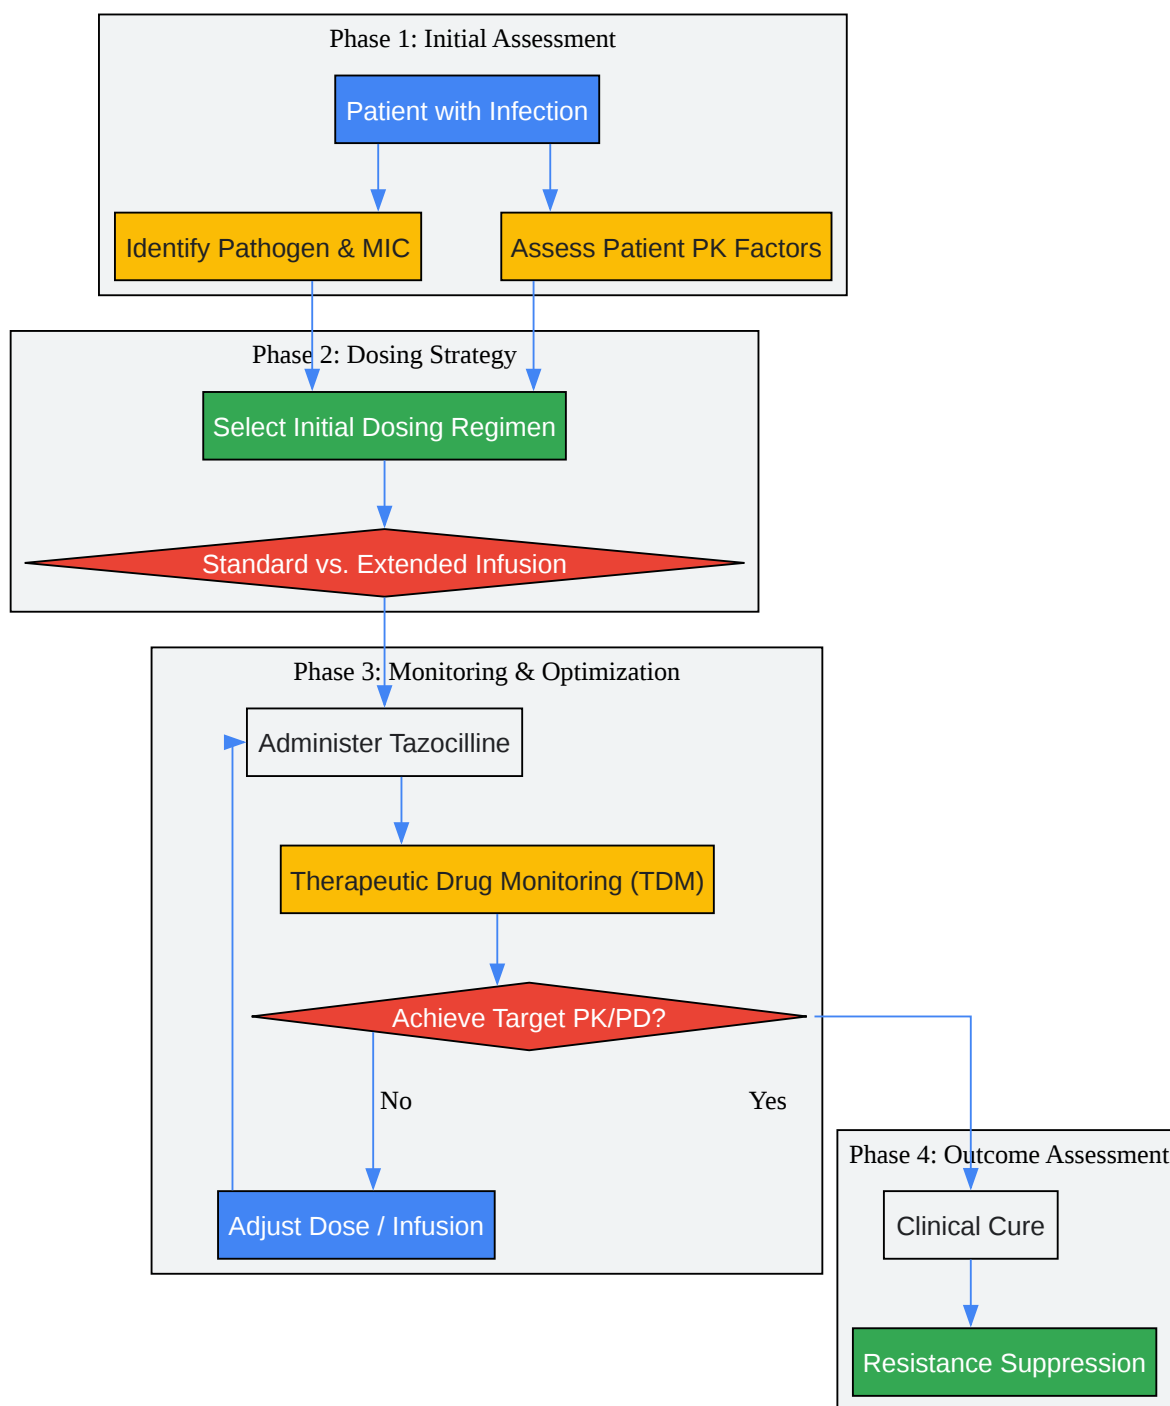 Phase 1: Initial Assessment
Patient with Infection
Identify Pathogen & MIC
Assess Patient PK Factors
Phase 2: Dosing Strategy
Select Initial Dosing Regimen
Standard vs. Extended Infusion
Phase 3: Monitoring & Optimization
Administer Tazocilline
Therapeutic Drug Monitoring (TDM)
Achieve Target PK/PD?
No
Yes
Adjust Dose / Infusion
Phase 4: Outcome Assessment
Clinical Cure
Resistance Suppression